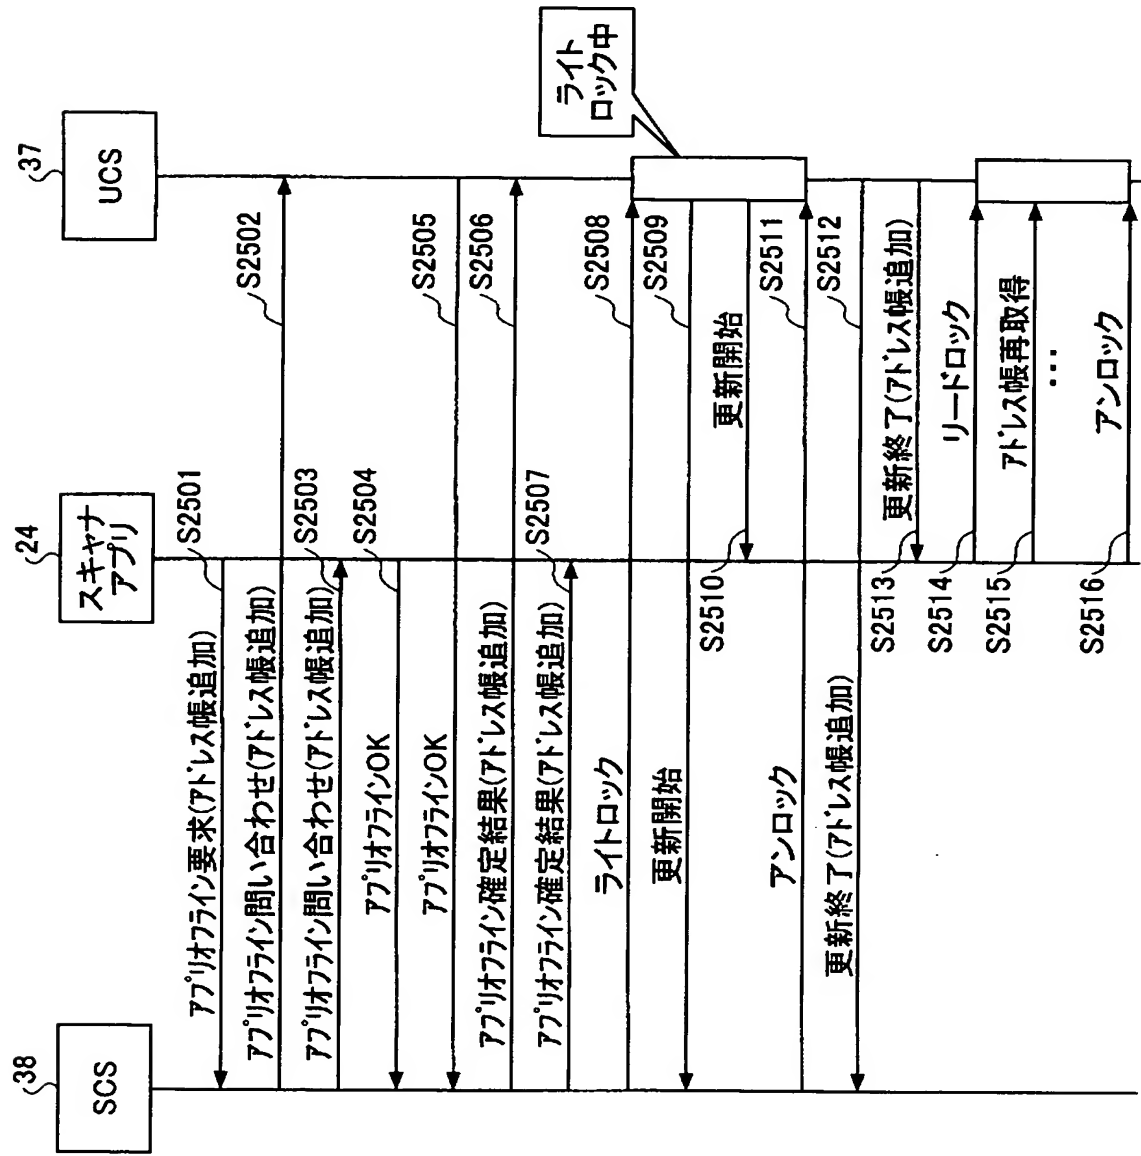 38
SCS
24
スキャナ
アプリ
37
UCS
アプリオフライン要求(アドレス帳追加)
S2501
アプリオフライン問い合わせ(アドレス帳追加)
S2502
アプリオフライン問い合わせ(アドレス帳追加)
S2503
アプリオフラインOK
S2504
アプリオフラインOK
S2505
アプリオフライン確定結果(アドレス帳追加)
S2506
アプリオフライン確定結果(アドレス帳追加)
S2507
ライトロック
S2508
ライト
ロック中
更新開始
S2509
更新開始
S2510
アンロック
S2511
更新終了(アドレス帳追加)
S2512
更新終了(アドレス帳追加)
S2513
リードロック
S2514
アドレス帳再取得
S2515
…
アンロック
S2516